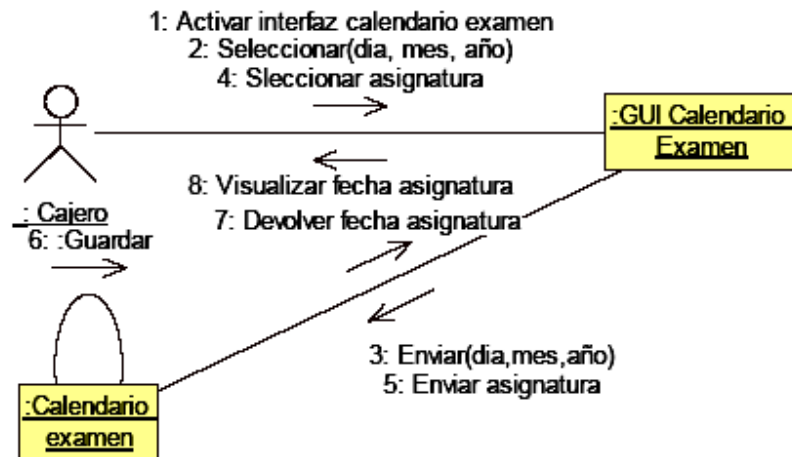 1: Activar interfaz calendario examen
2: Seleccionar(dia, mes, año)
4: Sleccionar asignatura
:GUI Calendario
Examen
8: Visualizar fecha asignatura
7: Devolver fecha asignatura
: Cajero
6: :Guardar
3: Enviar(dia,mes,año)
5: Enviar asignatura
:Calendario
examen